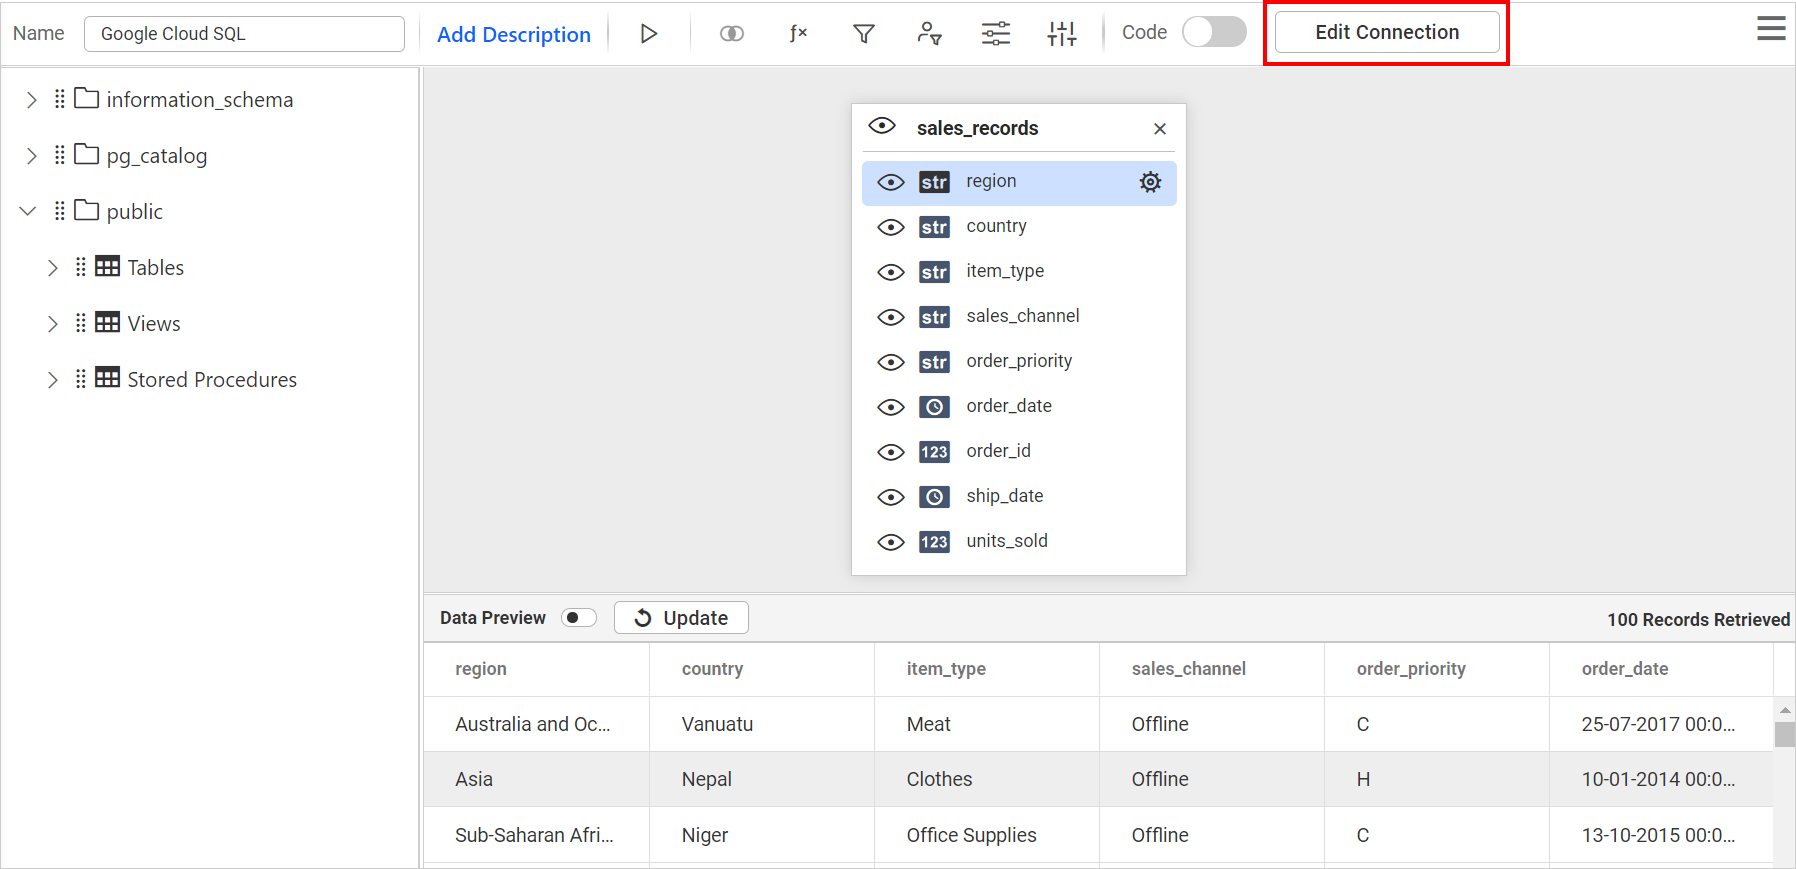 Name Google Cloud SQL Add Description ƒx Code Edit Connection
information_schema
pg_catalog
public
Tables
Views
Stored Procedures
sales_records
str region
str country
str item_type
str sales_channel
str order_priority
order_date
123 order_id
ship_date
123 units_sold
Data Preview Update 100 Records Retrieved
region country item_type sales_channel order_priority order_date
Australia and Oc... Vanuatu Meat Offline C 25-07-2017 00:0...
Asia Nepal Clothes Offline H 10-01-2014 00:0...
Sub-Saharan Afri... Niger Office Supplies Offline C 13-10-2015 00:0...